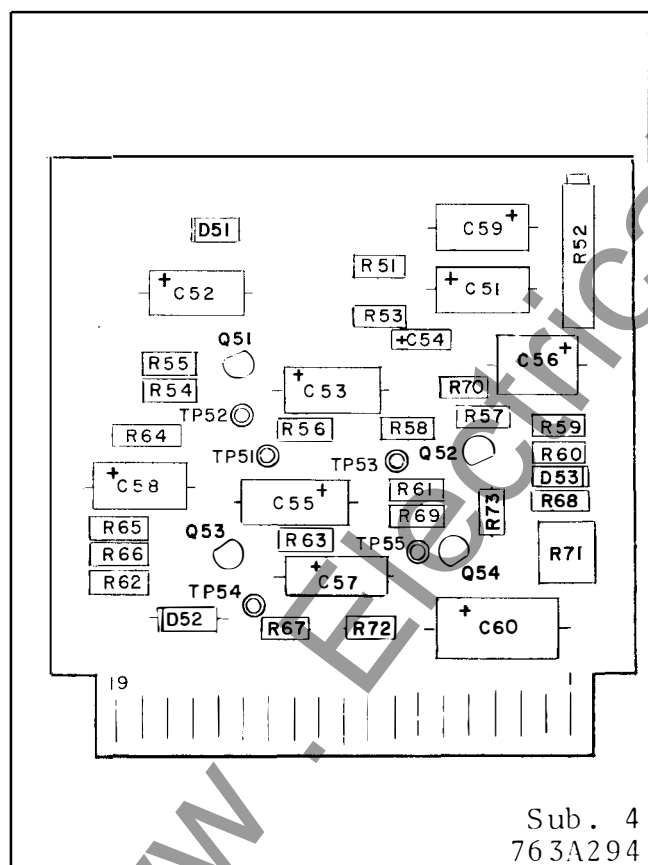 D51
C59
R52
R51
C52
C51
R53
C54
Q51
C56
R55
R70
R54
C53
TP52
R57
R56
R58
R59
R64
TP51
TP53
Q52
R60
D53
C58
R61
R68
C55
R73
R69
R65
Q53
R63
TP55
R66
R71
Q54
R62
C57
TP54
D52
R67
R72
C60
19
1
Sub. 4
763A294
w. Electrica